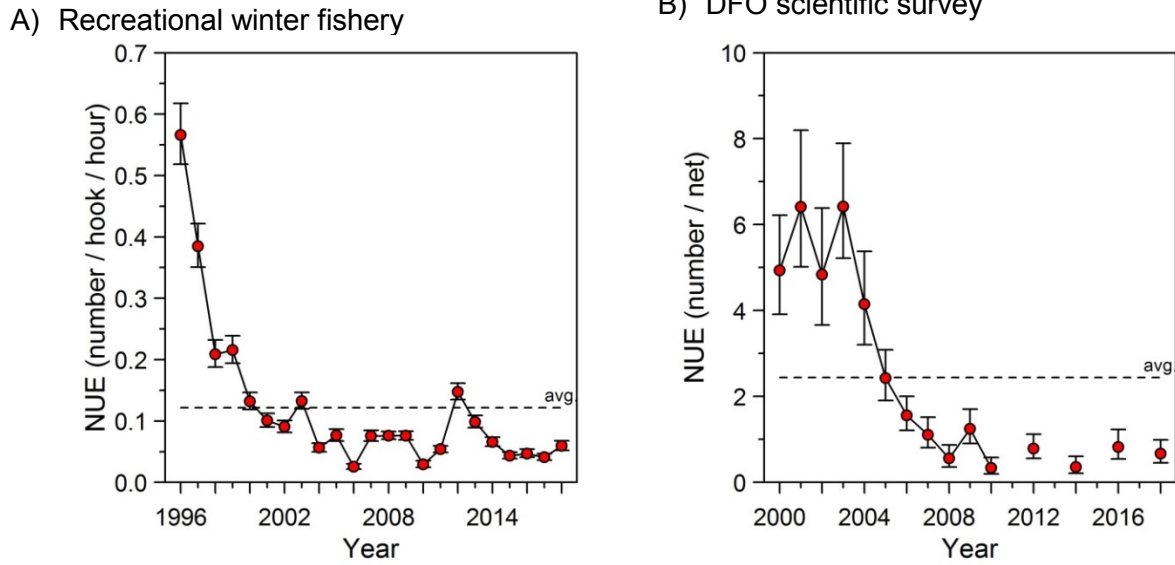 A) Recreational winter fishery
0.7
0.6
0.5
0.4
0.3
0.2
0.1
0.0
NUE (number / hook / hour)
avg.
1996 2002 2008 2014
Year
B) DFO scientific survey
10
8
6
4
2
0
NUE (number / net)
avg.
2000 2004 2008 2012 2016
Year